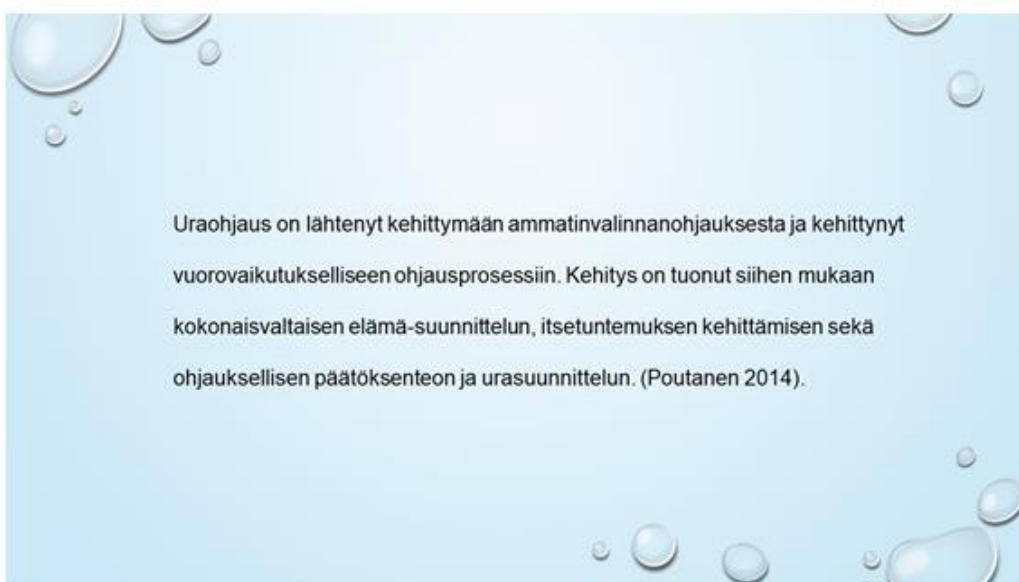 Uraohjaus on lähtenyt kehittymään ammatinvalinnanohjauksesta ja kehittynyt
vuorovaikutukselliseen ohjausprosessiin. Kehitys on tuonut siihen mukaan
kokonaisvaltaisen elämä-suunnittelun, itsetuntemuksen kehittämisen sekä
ohjauksellisen päätöksenteon ja urasuunnittelun. (Poutanen 2014).